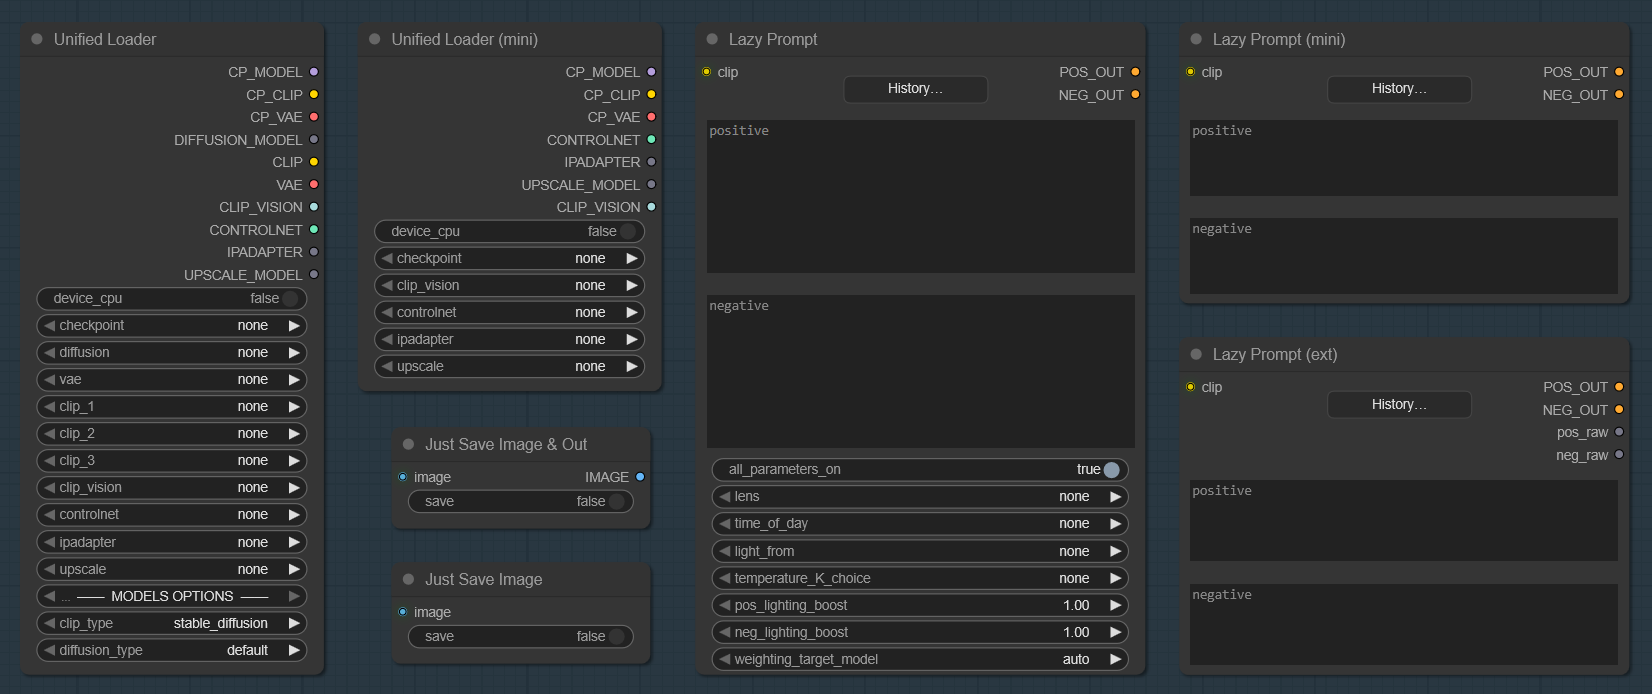 Unified Loader
CP_MODEL
CP_CLIP
CP_VAE
DIFFUSION_MODEL
CLIP
VAE
CLIP_VISION
CONTROLNET
IPADAPTER
UPSCALE_MODEL
device_cpu false
checkpoint none
diffusion none
vae none
clip_1 none
clip_2 none
clip_3 none
clip_vision none
controlnet none
ipadapter none
upscale none
... —— MODELS OPTIONS ——
clip_type stable_diffusion
diffusion_type default
Unified Loader (mini)
CP_MODEL
CP_CLIP
CP_VAE
CONTROLNET
IPADAPTER
UPSCALE_MODEL
CLIP_VISION
device_cpu false
checkpoint none
clip_vision none
controlnet none
ipadapter none
upscale none
Just Save Image & Out
image IMAGE
save false
Just Save Image
image
save false
Lazy Prompt
clip POS_OUT
History...
NEG_OUT
positive
negative
all_parameters_on true
lens none
time_of_day none
light_from none
temperature_K_choice none
pos_lighting_boost 1.00
neg_lighting_boost 1.00
weighting_target_model auto
Lazy Prompt (mini)
clip POS_OUT
History...
NEG_OUT
positive
negative
Lazy Prompt (ext)
clip POS_OUT
History...
NEG_OUT
pos_raw
neg_raw
positive
negative